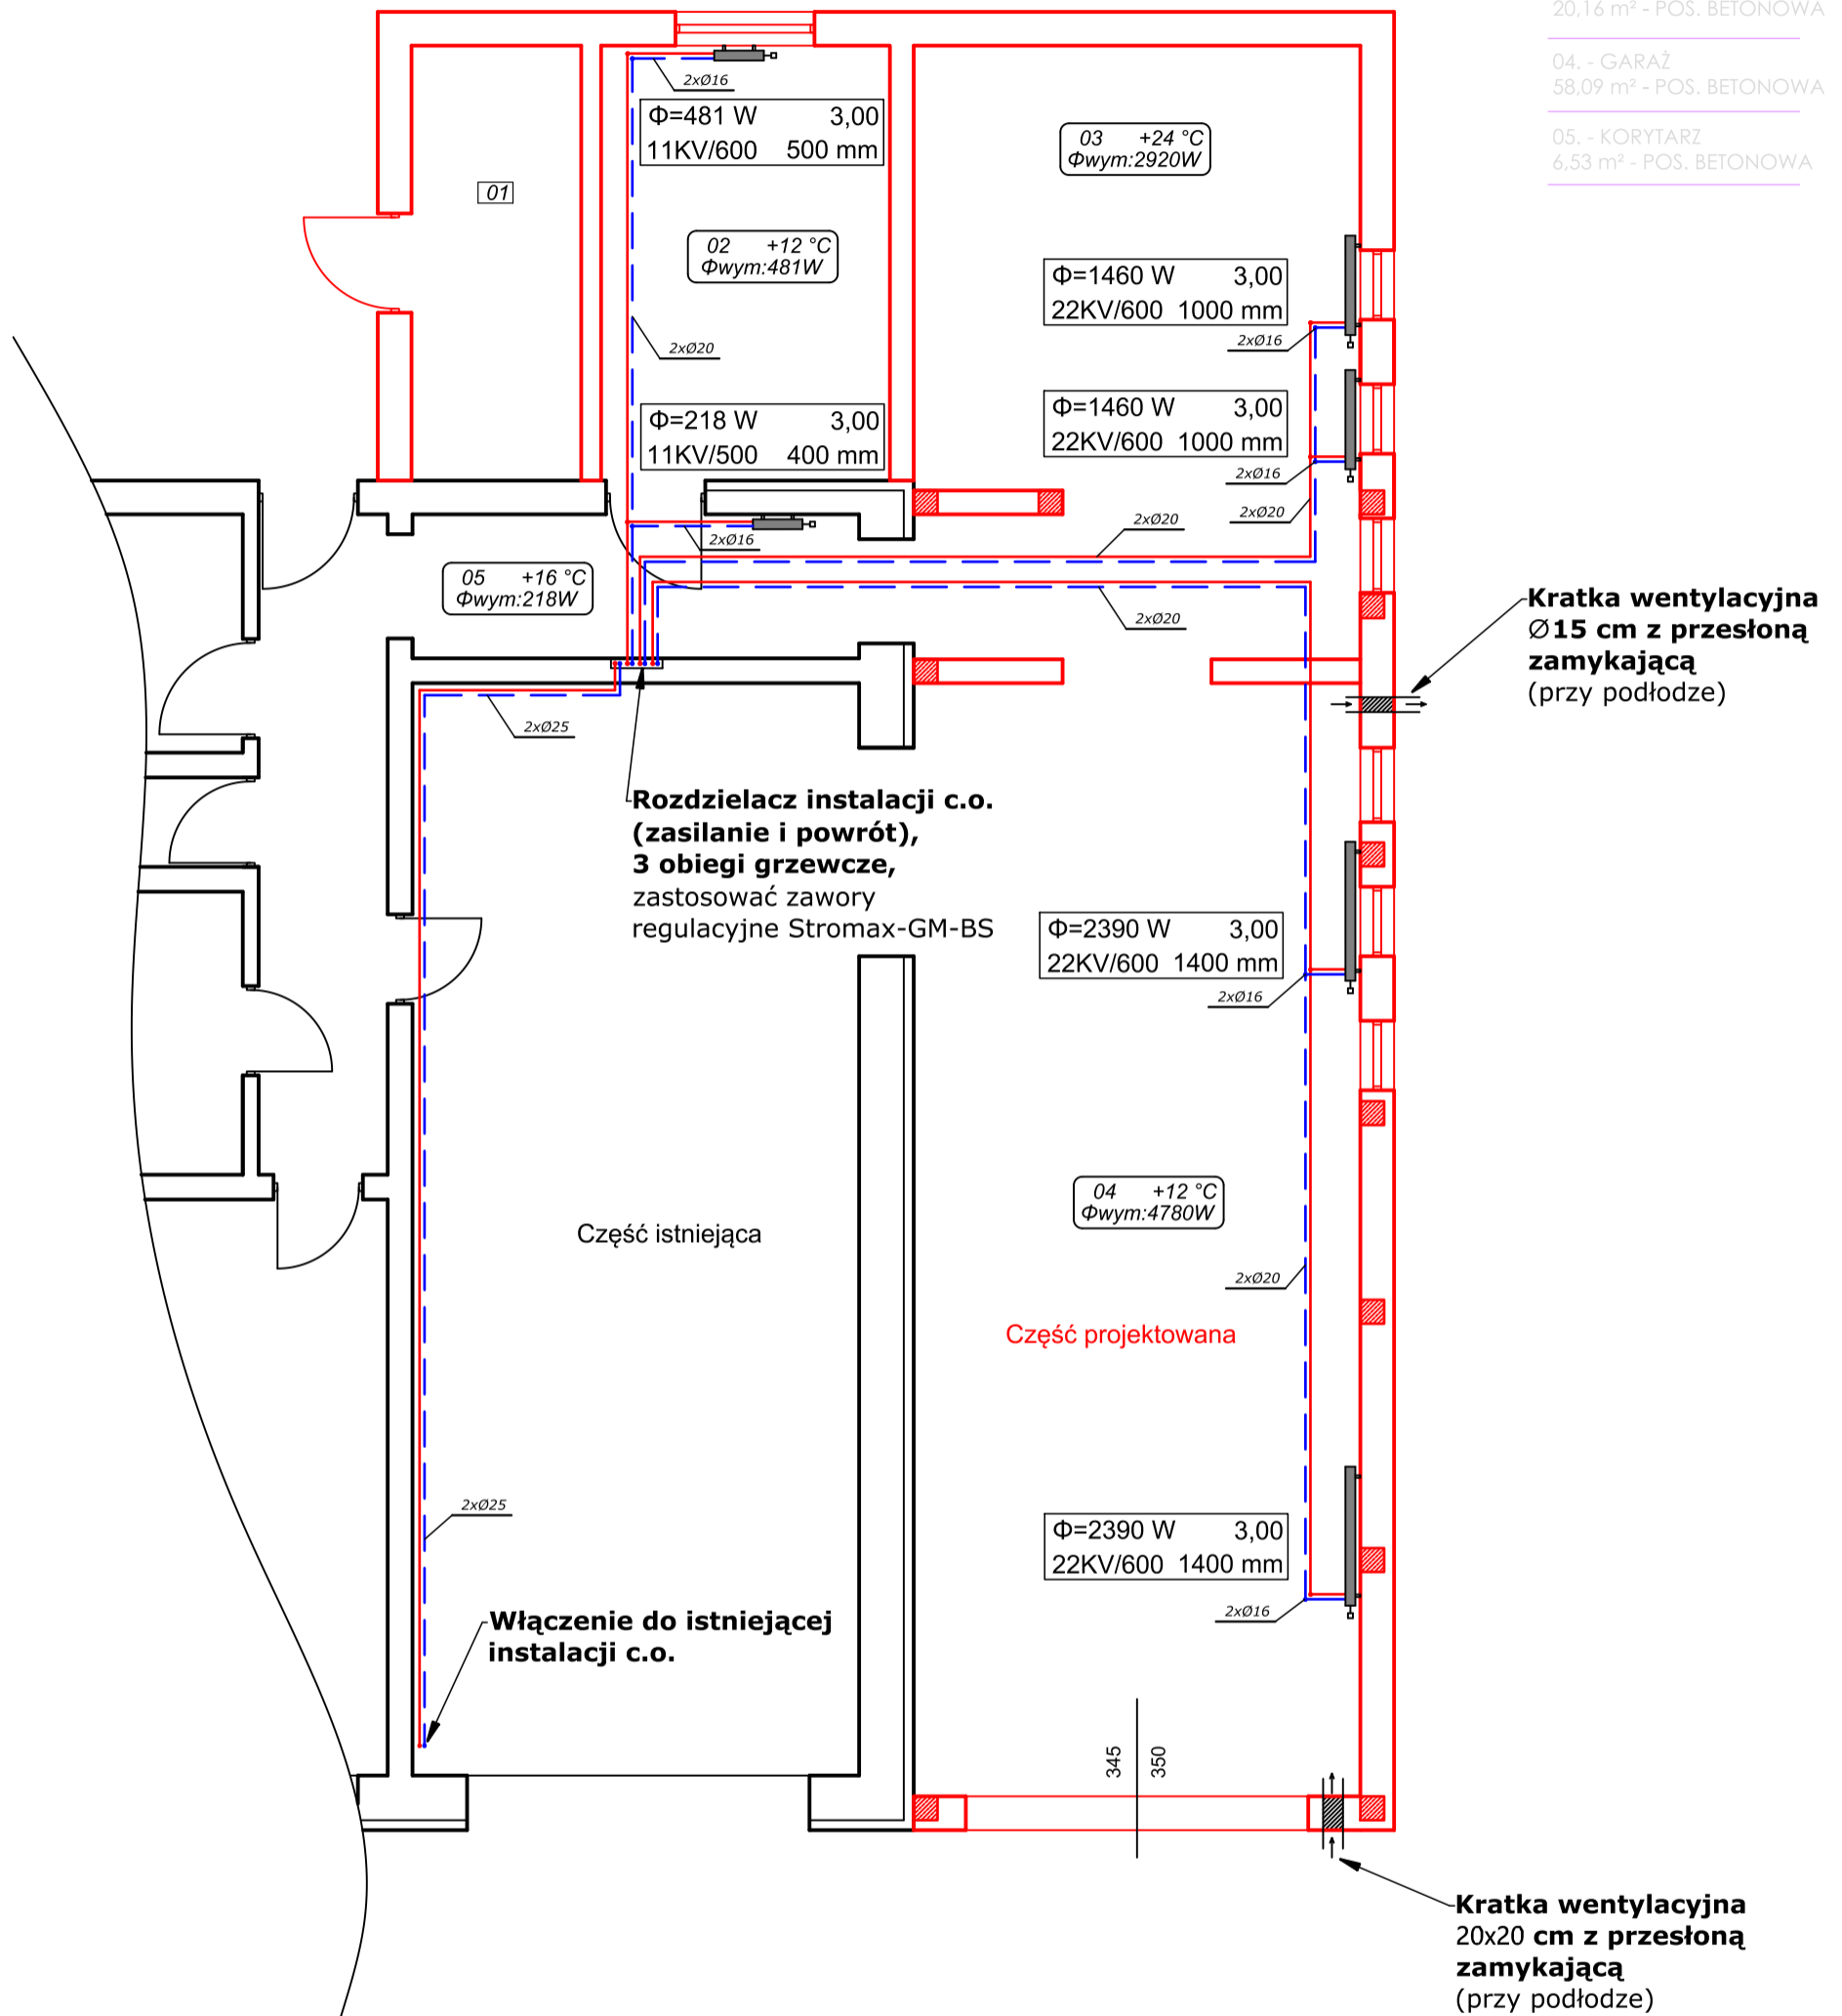 20,16 m² - POS. BETONOWA
04. - GARAŻ
58,09 m² - POS. BETONOWA
05. - KORYTARZ
6,53 m² - POS. BETONOWA
2xØ16
Φ=481 W 3,00
11KV/600 500 mm
03 +24 °C
Φwym:2920W
01
02 +12 °C
Φwym:481W
Φ=1460 W 3,00
22KV/600 1000 mm
2xØ16
2xØ20
Φ=1460 W 3,00
22KV/600 1000 mm
Φ=218 W 3,00
11KV/500 400 mm
2xØ16
2xØ20
2xØ20
2xØ16
05 +16 °C
Φwym:218W
2xØ20
Kratka wentylacyjna
Ø15 cm z przesłoną
zamykającą
(przy podłodze)
2xØ25
Rozdzielacz instalacji c.o.
(zasilanie i powrót),
3 obiegi grzewcze,
zastosować zawory
regulacyjne Stromax-GM-BS
Φ=2390 W 3,00
22KV/600 1400 mm
2xØ16
04 +12 °C
Φwym:4780W
Część istniejąca
2xØ20
Część projektowana
2xØ25
Φ=2390 W 3,00
22KV/600 1400 mm
2xØ16
Włączenie do istniejącej
instalacji c.o.
345
350
Kratka wentylacyjna
20x20 cm z przesłoną
zamykającą
(przy podłodze)